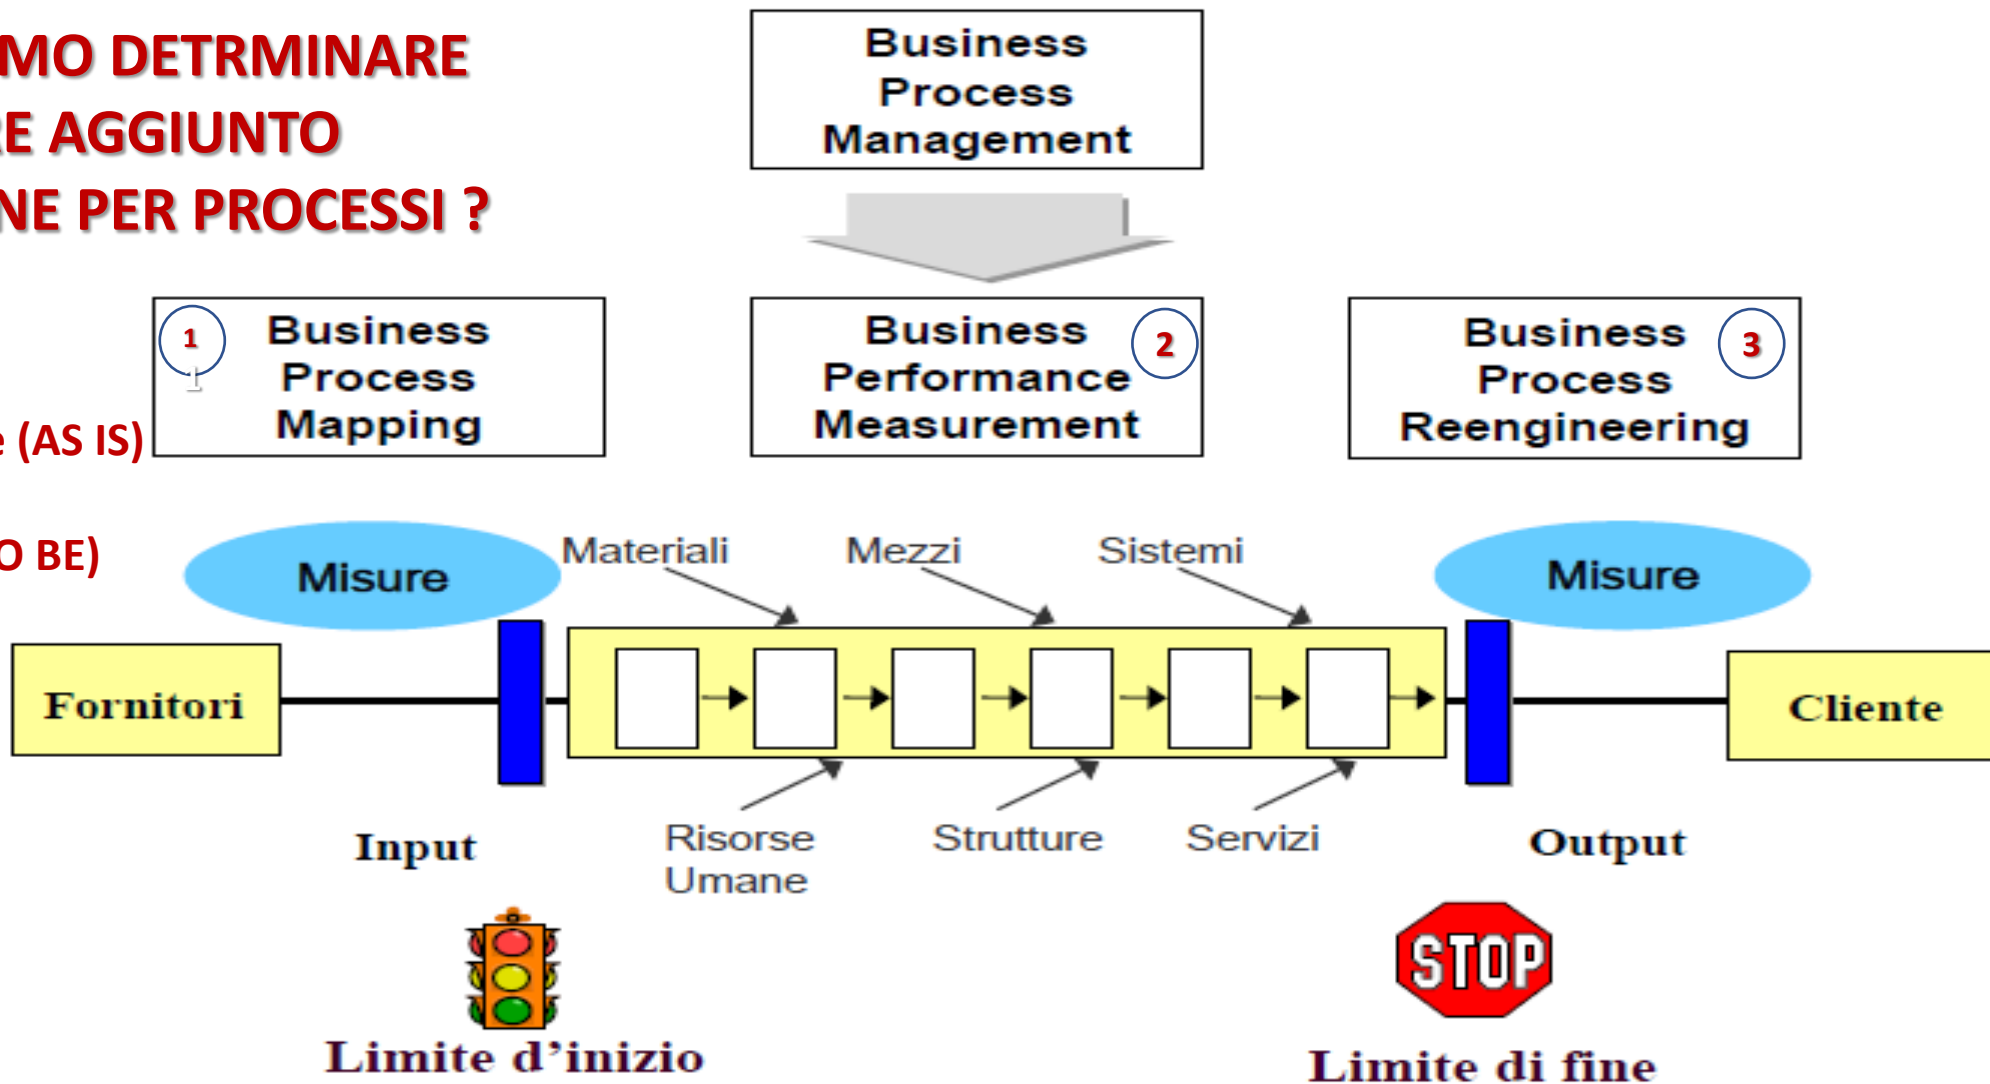 MO DETRMINARE
RE AGGIUNTO
NE PER PROCESSI ?
Business
Process
Management
1
1
Business
Process
Mapping
Business
Performance
Measurement
2
Business
Process
Reengineering
3
e (AS IS)
O BE)
Misure
Materiali
Mezzi
Sistemi
Misure
Fornitori
Cliente
Input
Risorse
Umane
Strutture
Servizi
Output
STOP
Limite d’inizio
Limite di fine